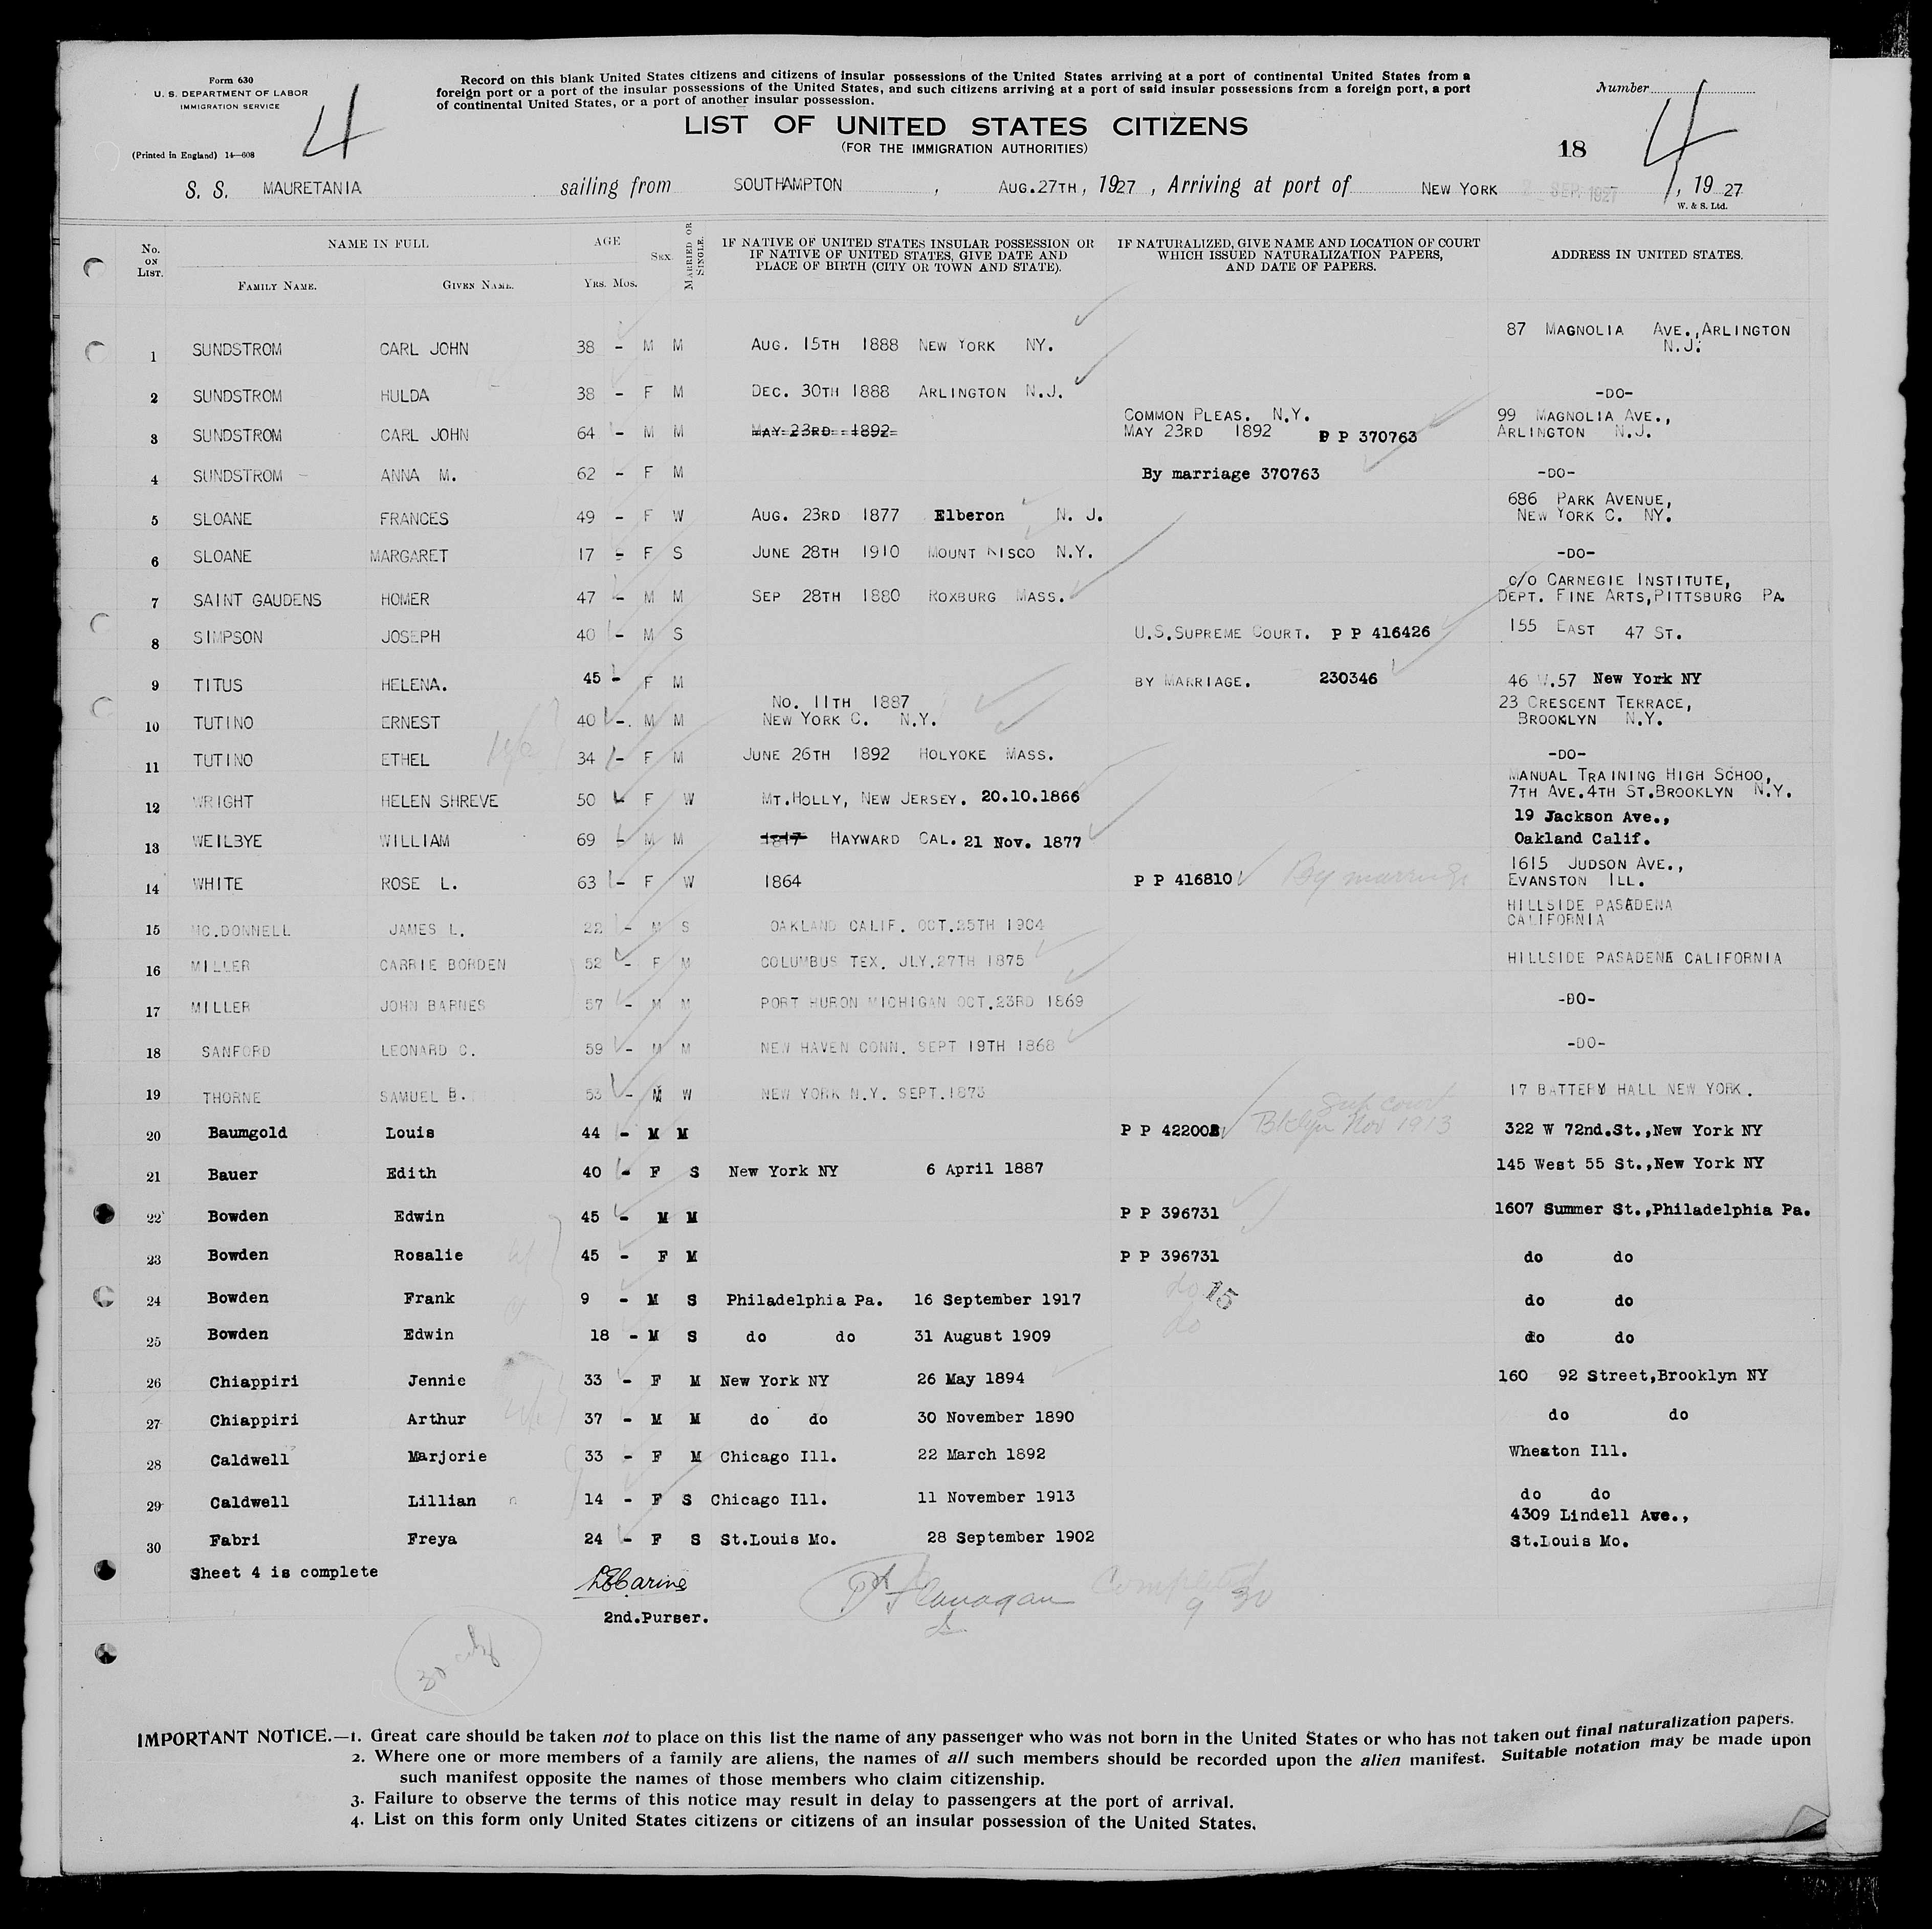 Form 630
U. S. DEPARTMENT OF LABOR
IMMIGRATION SERVICE
(Printed in England) 14—608
4
Record on this blank United States citizens and citizens of insular possessions of the United States arriving at a port of continental United States from a
foreign port or a port of the insular possessions of the United States, and such citizens arriving at a port of said insular possessions from a foreign port, a port
of continental United States, or a port of another insular possession.
LIST OF UNITED STATES CITIZENS
(FOR THE IMMIGRATION AUTHORITIES)
Number
18 4
S. S. MAURETANIA sailing from SOUTHAMPTON , AUG.27TH, 1927 , Arriving at port of NEW YORK SEP 1927 , 19 27
W. & S. Ltd.
No. ON LIST. NAME IN FULL FAMILY NAME. GIVEN NAME. AGE YRS. MOS. SEX. MARRIED OR SINGLE. IF NATIVE OF UNITED STATES INSULAR POSSESSION OR IF NATIVE OF UNITED STATES, GIVE DATE AND PLACE OF BIRTH (CITY OR TOWN AND STATE). IF NATURALIZED, GIVE NAME AND LOCATION OF COURT WHICH ISSUED NATURALIZATION PAPERS, AND DATE OF PAPERS. ADDRESS IN UNITED STATES.
1 SUNDSTROM CARL JOHN 38 - M M AUG. 15TH 1888 NEW YORK NY. 87 MAGNOLIA AVE.,ARLINGTON N.J.
2 SUNDSTROM HULDA 38 - F M DEC. 30TH 1888 ARLINGTON N.J. -DO-
3 SUNDSTROM CARL JOHN 64 - M M MAY 23RD 1892 COMMON PLEAS. N.Y. MAY 23RD 1892 P P 370763 99 MAGNOLIA AVE., ARLINGTON N.J.
4 SUNDSTROM - ANNA M. 62 - F M By marriage 370763 -DO-
5 SLOANE FRANCES 49 - F W AUG. 23RD 1877 Elberon N. J. 686 PARK AVENUE, NEW YORK C. NY.
6 SLOANE MARGARET 17 - F S JUNE 28TH 1910 MOUNT KISCO N.Y. -DO-
7 SAINT GAUDENS HOMER 47 - M M SEP 28TH 1880 ROXBURG MASS. c/o CARNEGIE INSTITUTE, DEPT. FINE ARTS,PITTSBURG PA.
8 SIMPSON JOSEPH 40 - M S U.S.SUPREME COURT. P P 416426 155 EAST 47 ST.
9 TITUS HELENA. 45 - F M BY MARRIAGE. 230346 46 W.57 New York NY
10 TUTINO ERNEST 40 -. M M NO. 11TH 1887 NEW YORK C. N.Y. 23 CRESCENT TERRACE, BROOKLYN N.Y.
11 TUTINO ETHEL 34 - F M JUNE 26TH 1892 HOLYOKE MASS. -DO-
12 WRIGHT HELEN SHREVE 50 - F W MT.HOLLY, NEW JERSEY. 20.10.1866 MANUAL TRAINING HIGH SCHOO, 7TH AVE.4TH ST.BROOKLYN N.Y.
13 WEILBYE WILLIAM 69 - M M 1817 HAYWARD CAL. 21 Nov. 1877 19 Jackson Ave., Oakland Calif.
14 WHITE ROSE L. 63 - F W 1864 P P 416810 By marriage 1615 JUDSON AVE., EVANSTON ILL.
15 MC.DONNELL JAMES L. 22 - M S OAKLAND CALIF. OCT.25TH 1904 HILLSIDE PASADENA CALIFORNIA
16 MILLER CARRIE BORDEN 52 - F M COLUMBUS TEX. JLY.27TH 1875 HILLSIDE PASADENA CALIFORNIA
17 MILLER JOHN BARNES 57 - M M PORT HURON MICHIGAN OCT.23RD 1869 -DO-
18 SANFORD LEONARD C. 59 - M M NEW HAVEN CONN. SEPT 19TH 1868 -DO-
19 THORNE SAMUEL B. 53 - M W NEW YORK N.Y. SEPT.1873 17 BATTERY HALL NEW YORK.
20 Baumgold Louis 44 - M M P P 422002 Sup court Bklyn Nov 1913 322 W 72nd.St.,New York NY
21 Bauer Edith 40 - F S New York NY 6 April 1887 145 West 55 St.,New York NY
22 Bowden Edwin 45 - M M P P 396731 1607 Summer St.,Philadelphia Pa.
23 Bowden Rosalie 45 - F M P P 396731 do do
24 Bowden Frank 9 - M S Philadelphia Pa. 16 September 1917 do 15 do do
25 Bowden Edwin 18 - M S do do 31 August 1909 do do do
26 Chiappiri Jennie 33 - F M New York NY 26 May 1894 160 92 Street,Brooklyn NY
27 Chiappiri Arthur 37 - M M do do 30 November 1890 do do
28 Caldwell Marjorie 33 - F M Chicago Ill. 22 March 1892 Wheaton Ill.
29 Caldwell Lillian 14 - F S Chicago Ill. 11 November 1913 do do
30 Fabri Freya 24 - F S St.Louis Mo. 28 September 1902 4309 Lindell Ave., St.Louis Mo.
Sheet 4 is complete
2nd.Purser.
Flanagan
Completed
9 30
30
IMPORTANT NOTICE.—1. Great care should be taken not to place on this list the name of any passenger who was not born in the United States or who has not taken out final naturalization papers.
2. Where one or more members of a family are aliens, the names of all such members should be recorded upon the alien manifest. Suitable notation may be made upon
such manifest opposite the names of those members who claim citizenship.
3. Failure to observe the terms of this notice may result in delay to passengers at the port of arrival.
4. List on this form only United States citizens or citizens of an insular possession of the United States.